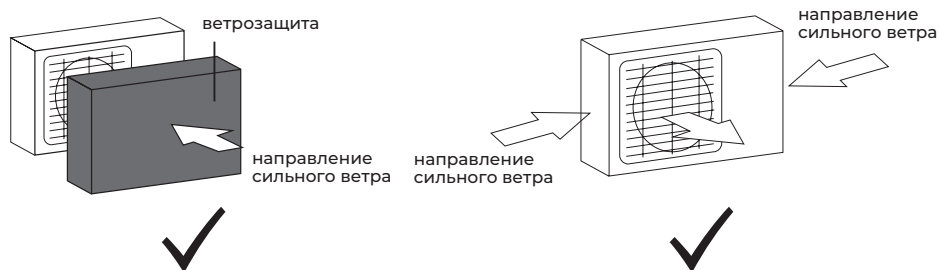 ветрозащита
направление
сильного ветра
направление
сильного ветра
направление
сильного ветра